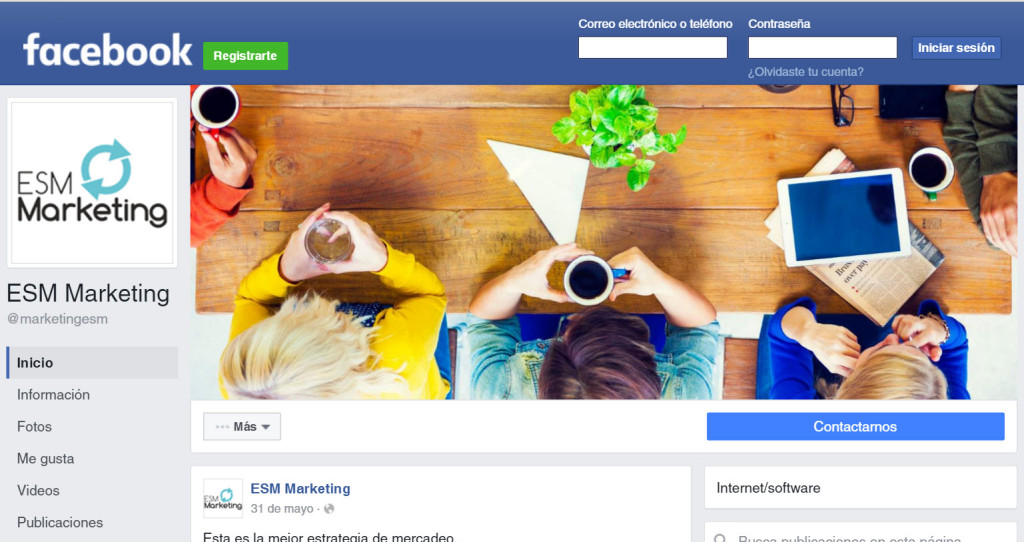 Correo electrónico o teléfono
Contraseña
facebook
Registrarte
Iniciar sesión
¿Olvidaste tu cuenta?
ESM
Marketing
ESM Marketing
@marketingesm
Inicio
Información
Fotos
Me gusta
Videos
Publicaciones
Más
Contactarnos
ESM
Marketing
ESM Marketing
31 de mayo ·
Esta es la mejor estrategia de mercadeo
Internet/software
Busca publicaciones en esta página